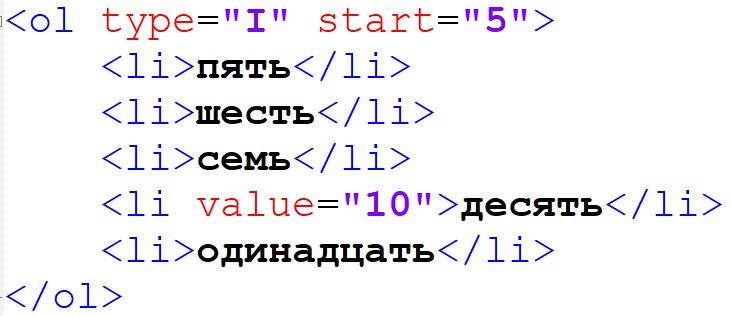 <ol type="I" start="5">
<li>пять</li>
<li>шесть</li>
<li>семь</li>
<li value="10">десять</li>
<li>одинадцать</li>
</ol>